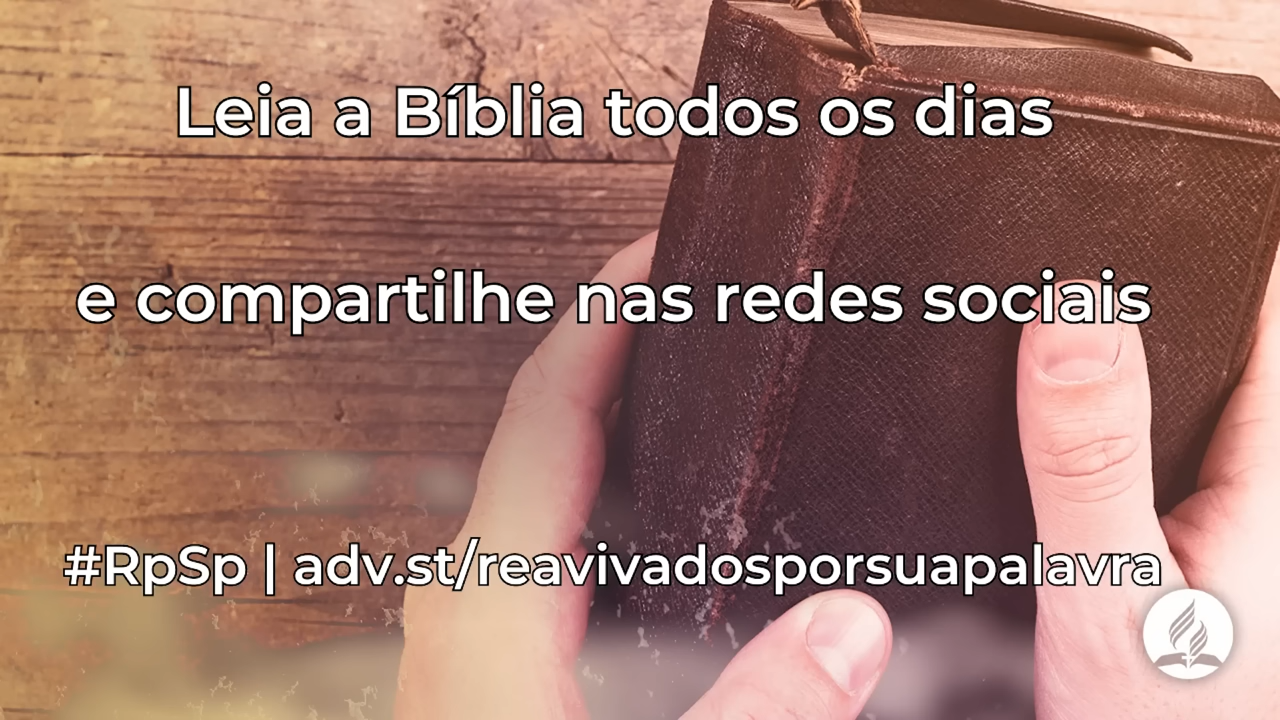 Leia a Bíblia todos os dias
e compartilhe nas redes sociais
#RpSp | adv.st/reavivadosporsuapalavra